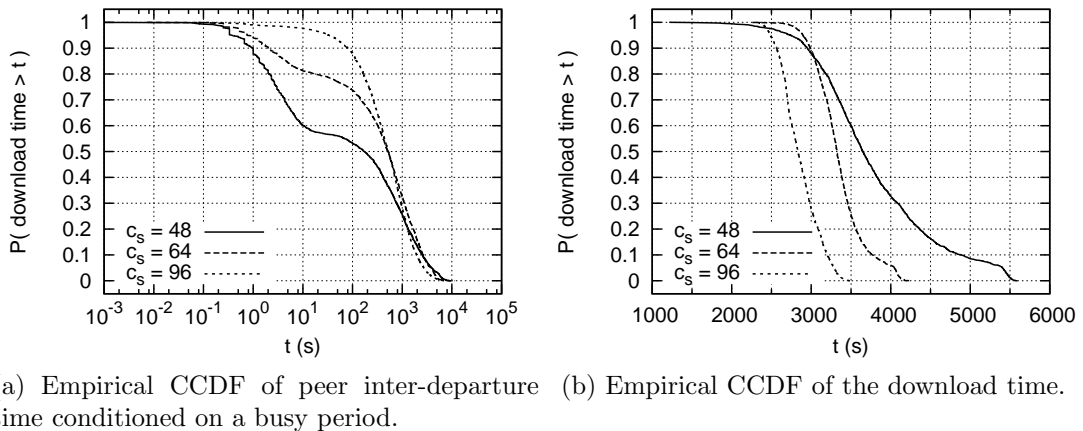 P( download time > t )
1
0.9
0.8
0.7
0.6
0.5
0.4
0.3
0.2
0.1
0
c_s = 48
c_s = 64
c_s = 96
10^-3 10^-2 10^-1 10^0 10^1 10^2 10^3 10^4 10^5
t (s)
P( download time > t )
1
0.9
0.8
0.7
0.6
0.5
0.4
0.3
0.2
0.1
0
c_s = 48
c_s = 64
c_s = 96
1000 2000 3000 4000 5000 6000
t (s)
a) Empirical CCDF of peer inter-departure
ime conditioned on a busy period.
(b) Empirical CCDF of the download time.